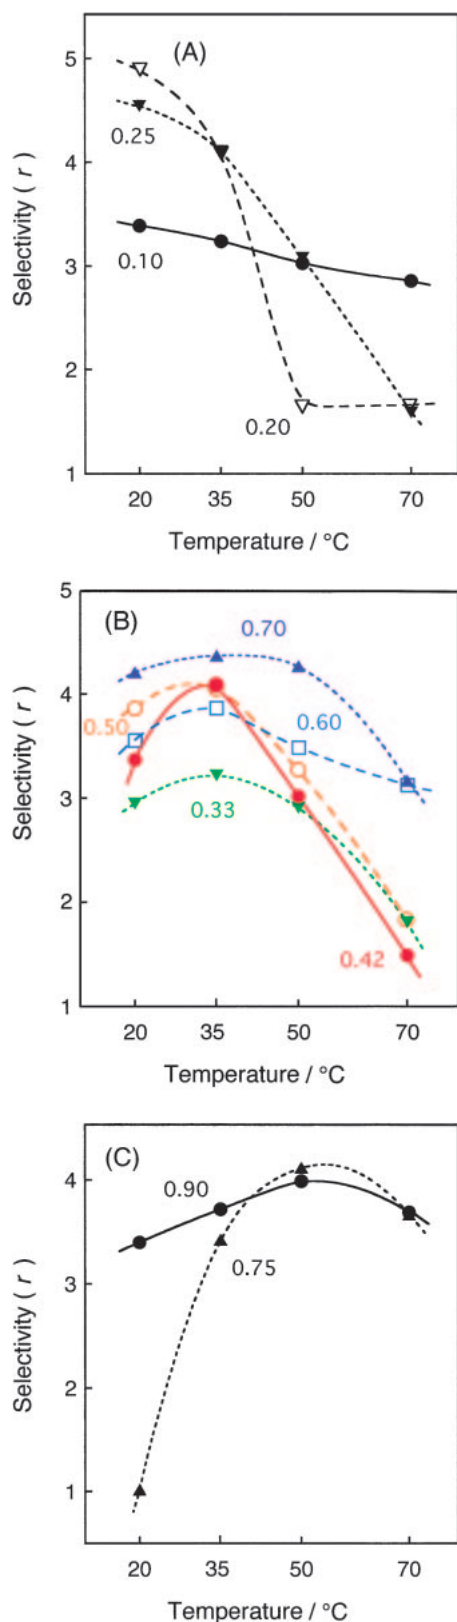 (A)
5
4
3
2
1
Selectivity ( r )
0.25
0.10
0.20
20 35 50 70
Temperature / °C
(B)
5
4
3
2
1
Selectivity ( r )
0.70
0.50
0.60
0.33
0.42
20 35 50 70
Temperature / °C
(C)
4
3
2
1
Selectivity ( r )
0.90
0.75
20 35 50 70
Temperature / °C